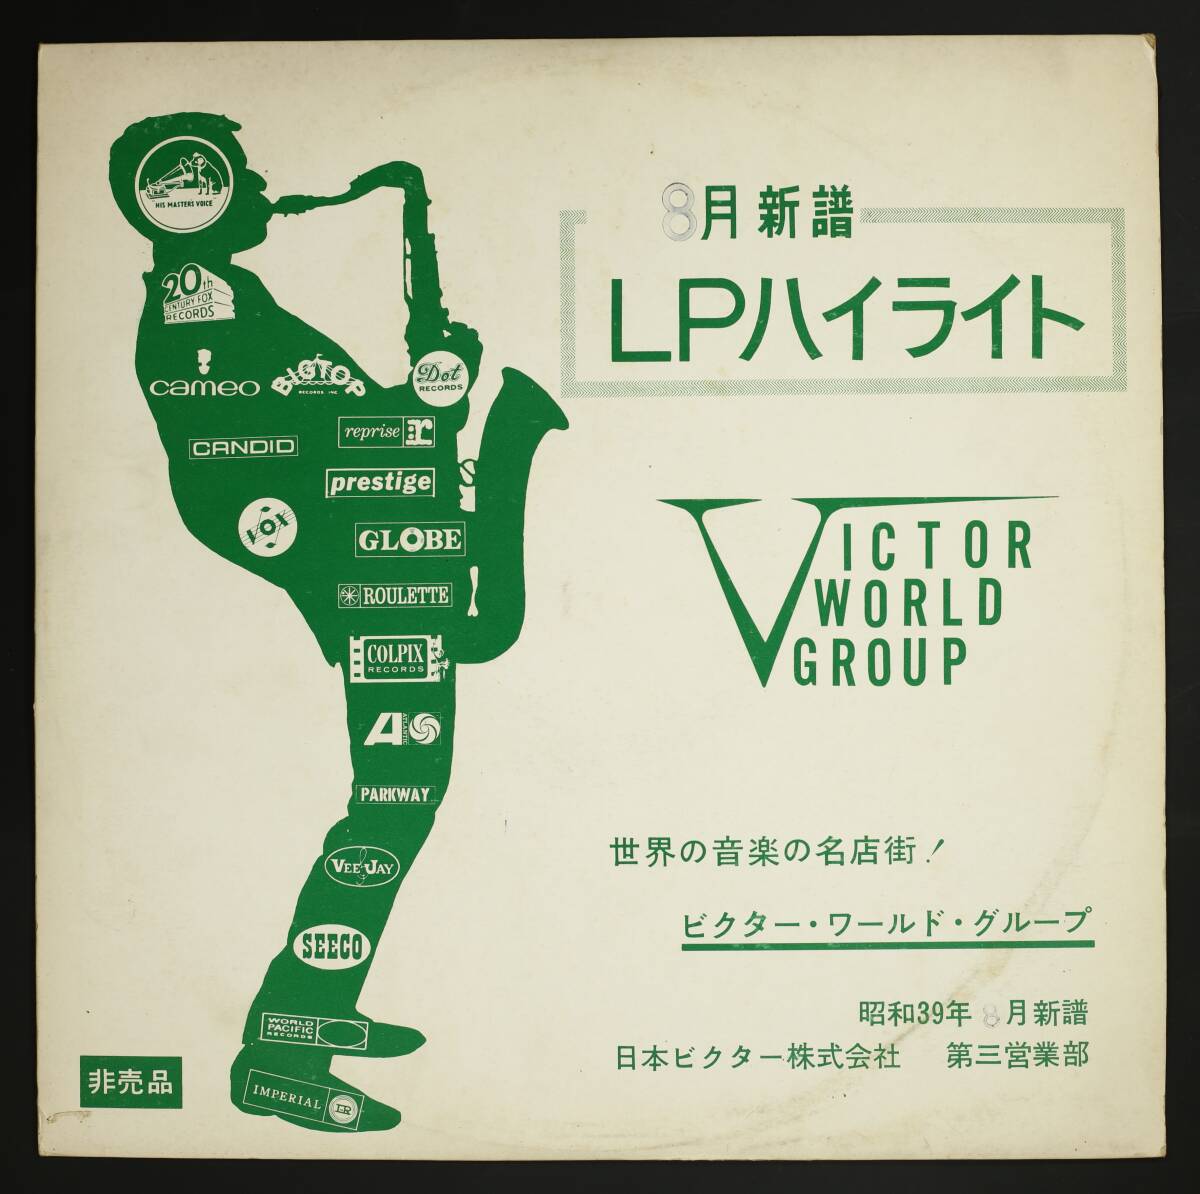 8月新譜
LPハイライト
VICTOR
WORLD
GROUP
世界の音楽の名店街！
ビクター・ワールド・グループ
昭和39年 8月新譜
日本ビクター株式会社 第三営業部
非売品
HIS MASTER'S VOICE
20th
CENTURY FOX
RECORDS
cameo
BIGTOP
RECORDS INC
Dot
RECORDS
CANDID
reprise r
prestige
GLOBE
ROULETTE
COLPIX
RECORDS
A ATLANTIC
PARKWAY
VEE-JAY
SEECO
WORLD
PACIFIC
RECORDS
IMPERIAL